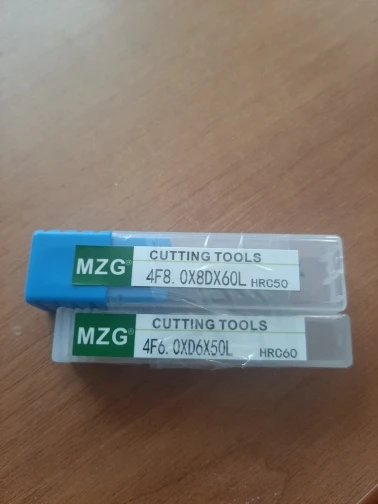 MZG®
CUTTING TOOLS
4F8. 0X8DX60L HRC50
MZG®
CUTTING TOOLS
4F6. 0XD6X50L HRC60